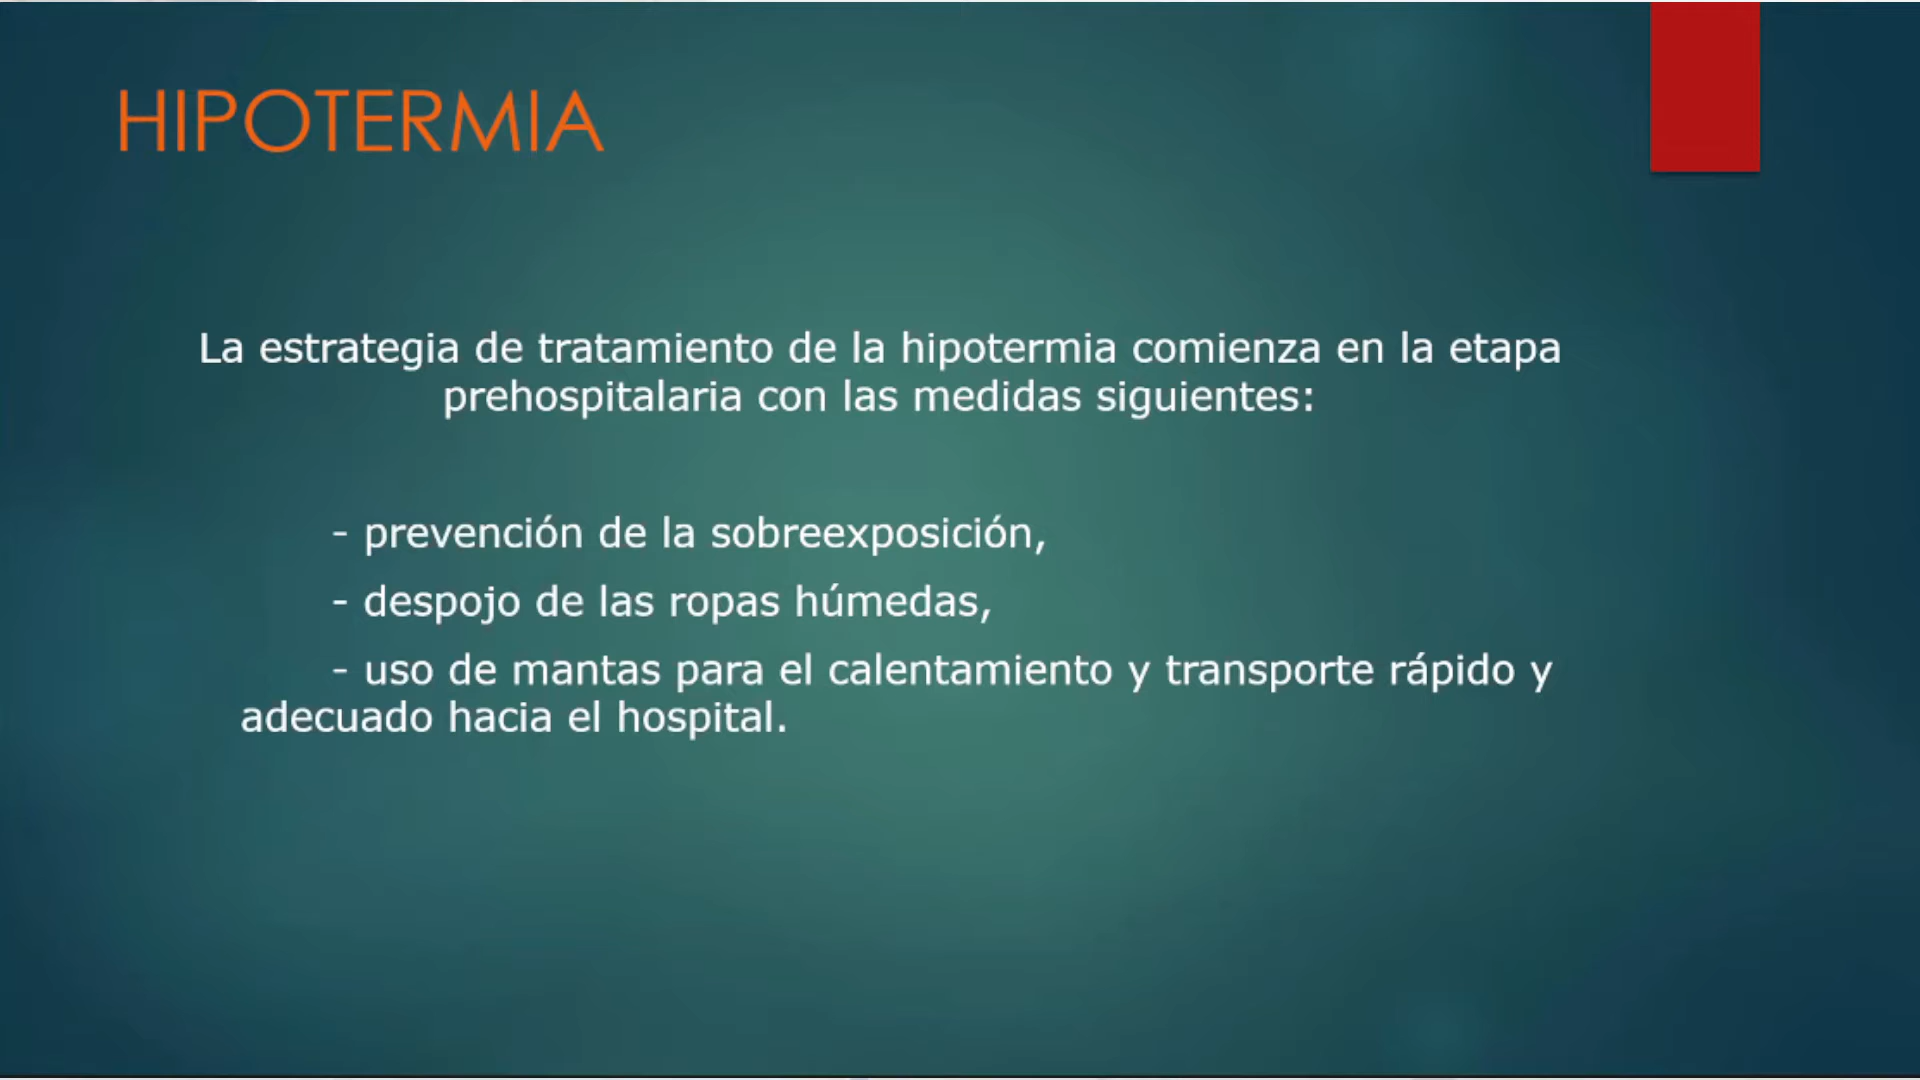 HIPOTERMIA
La estrategia de tratamiento de la hipotermia comienza en la etapa
prehospitalaria con las medidas siguientes:
- prevención de la sobreexposición,
- despojo de las ropas húmedas,
- uso de mantas para el calentamiento y transporte rápido y
adecuado hacia el hospital.